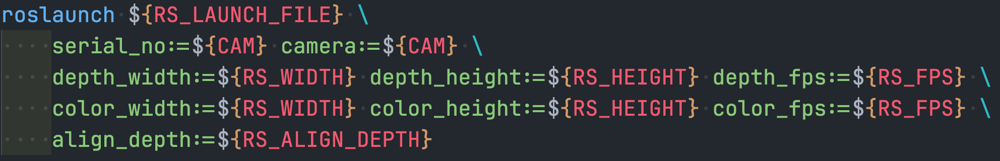 roslaunch ${RS_LAUNCH_FILE} \
    serial_no:=${CAM} camera:=${CAM} \
    depth_width:=${RS_WIDTH} depth_height:=${RS_HEIGHT} depth_fps:=${RS_FPS} \
    color_width:=${RS_WIDTH} color_height:=${RS_HEIGHT} color_fps:=${RS_FPS} \
    align_depth:=${RS_ALIGN_DEPTH}